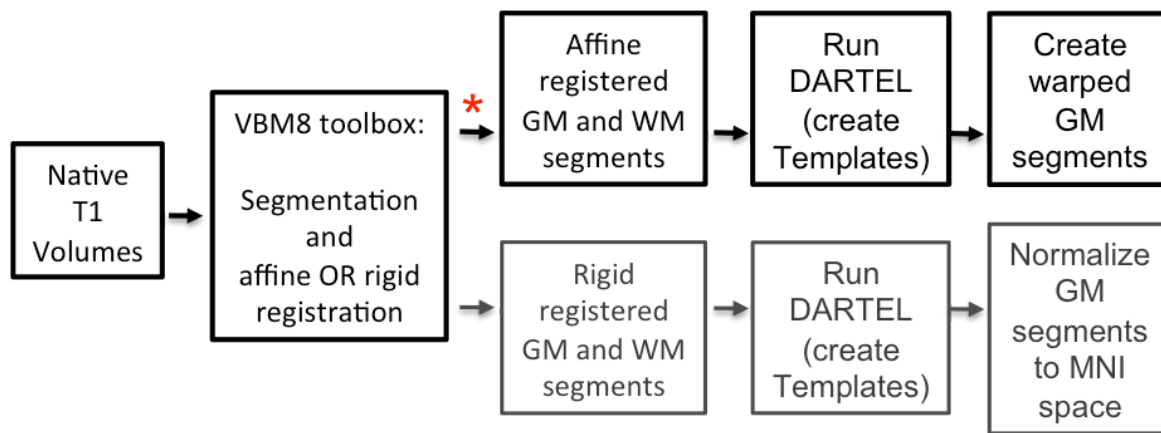 Native
T1
Volumes
VBM8 toolbox:
Segmentation
and
affine OR rigid
registration
*
Affine
registered
GM and WM
segments
Run
DARTEL
(create
Templates)
Create
warped
GM
segments
Rigid
registered
GM and WM
segments
Run
DARTEL
(create
Templates)
Normalize
GM
segments
to MNI
space